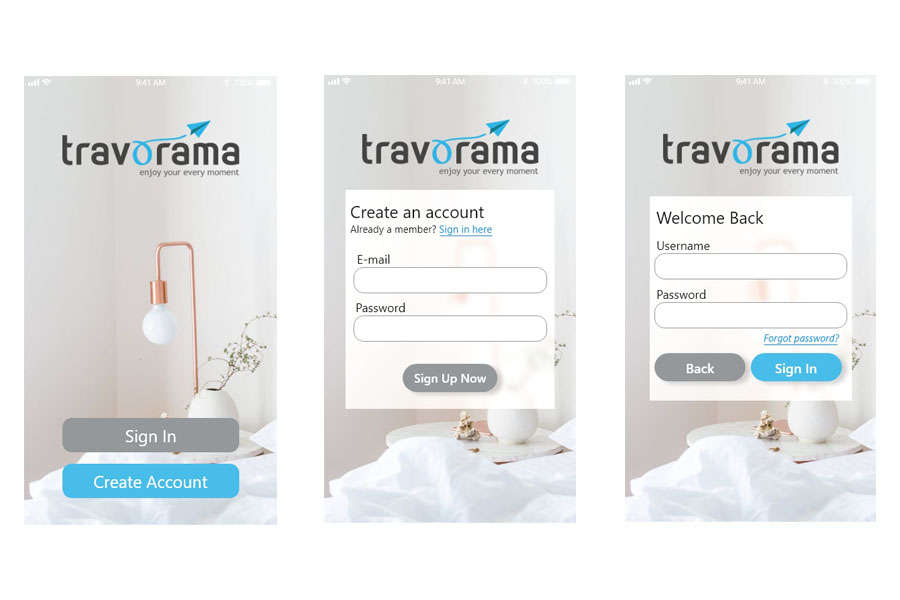 9:41 AM 100%
travorama
enjoy your every moment
Sign In
Create Account
9:41 AM 100%
travorama
enjoy your every moment
Create an account
Already a member? Sign in here
E-mail
Password
Sign Up Now
9:41 AM 100%
travorama
enjoy your every moment
Welcome Back
Username
Password
Forgot password?
Back Sign In